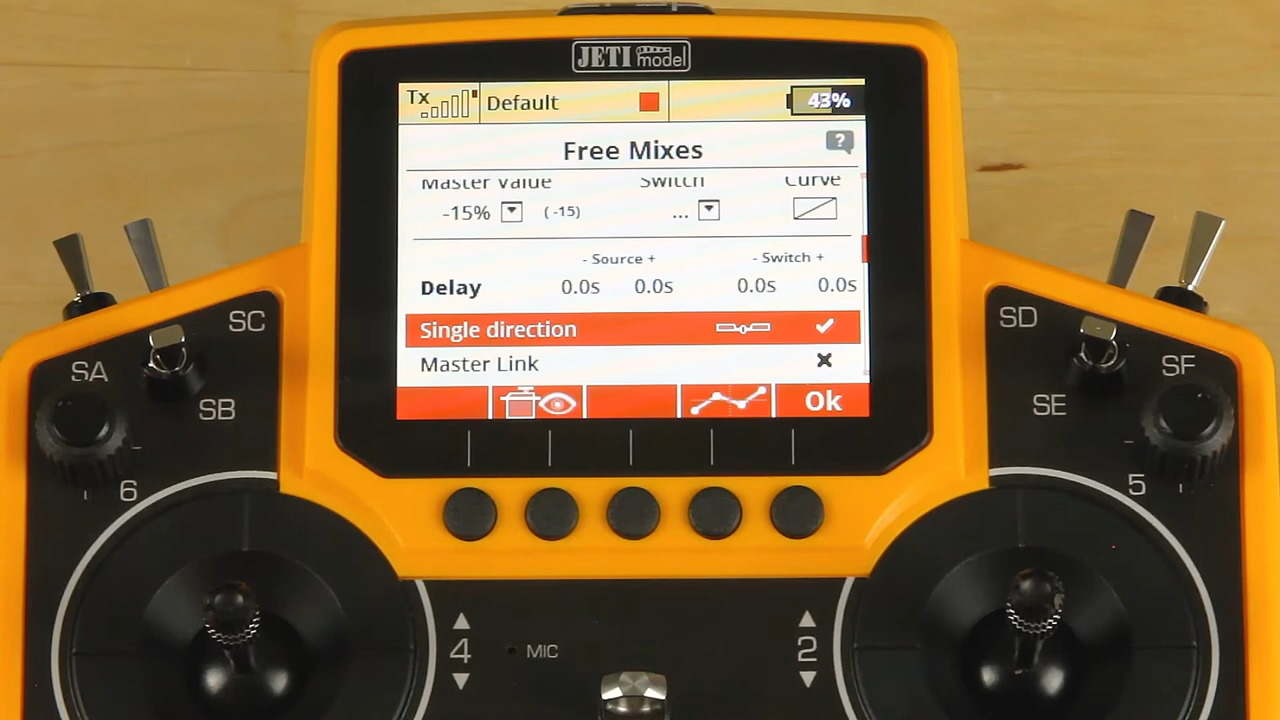 JETI model
Tx Default 43%
Free Mixes ?
Master Value Switch Curve
-15% (-15) ...
- Source + - Switch +
Delay 0.0s 0.0s 0.0s 0.0s
Single direction
Master Link
Ok
SC
SD
SA
SF
SB
SE
6
5
4
MIC
2